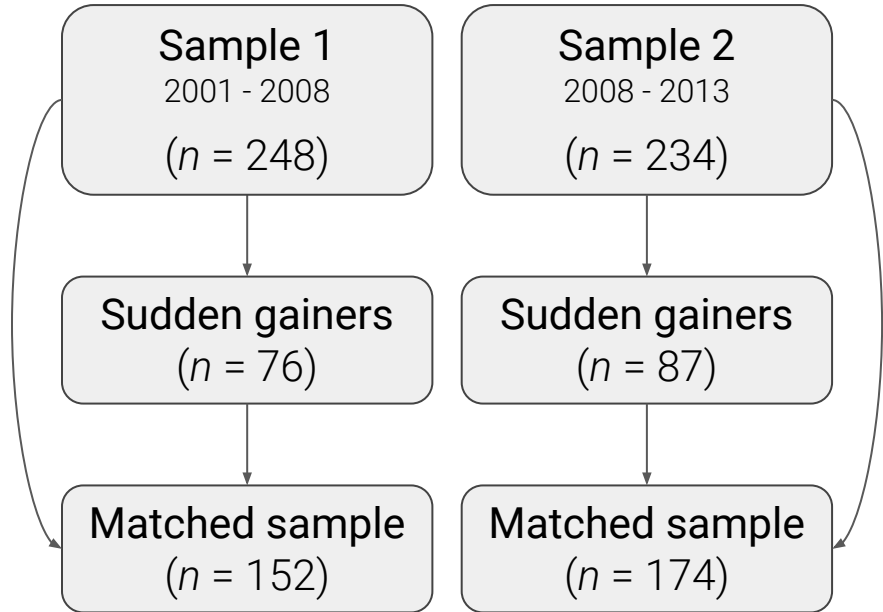 Sample 1
2001 - 2008
(n = 248)
Sudden gainers
(n = 76)
Matched sample
(n = 152)
Sample 2
2008 - 2013
(n = 234)
Sudden gainers
(n = 87)
Matched sample
(n = 174)